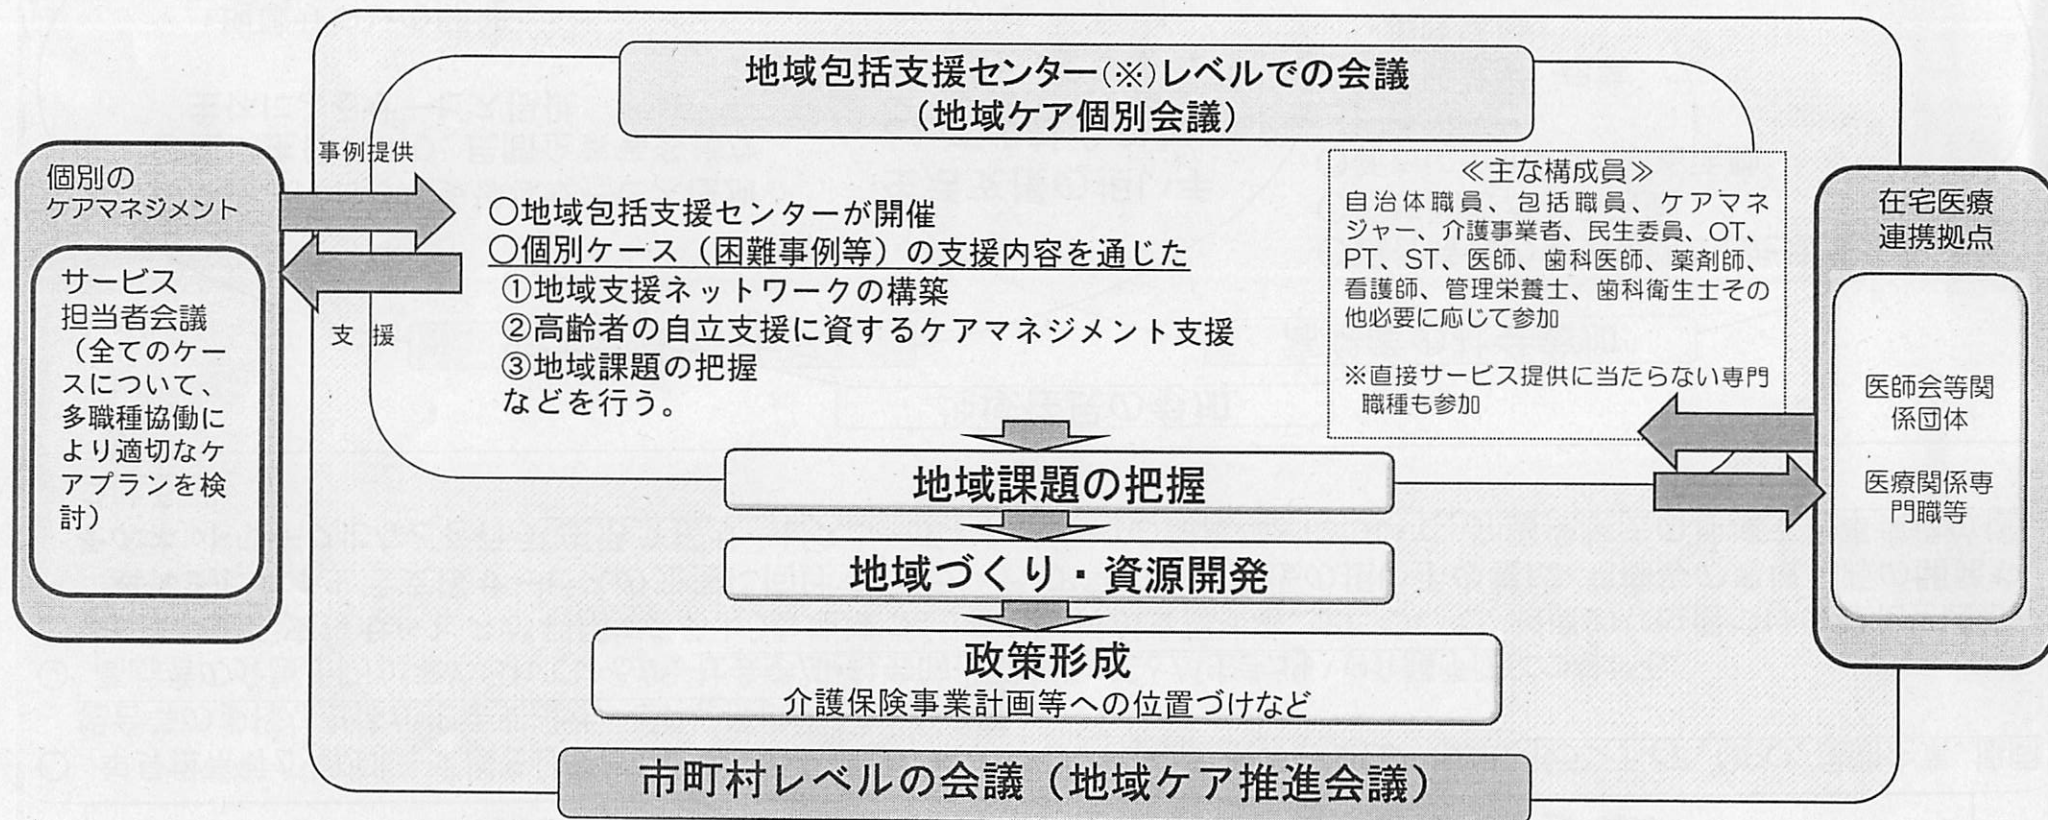 地域包括支援センター(※)レベルでの会議
(地域ケア個別会議)
事例提供
支 援
個別の
ケアマネジメント
サービス
担当者会議
(全てのケー
スについて、
多職種協働に
より適切なケ
アプランを検
討)
○地域包括支援センターが開催
○個別ケース(困難事例等)の支援内容を通じた
①地域支援ネットワークの構築
②高齢者の自立支援に資するケアマネジメント支援
③地域課題の把握
などを行う。
≪主な構成員≫
自治体職員、包括職員、ケアマネ
ジャー、介護事業者、民生委員、OT、
PT、ST、医師、歯科医師、薬剤師、
看護師、管理栄養士、歯科衛生士その
他必要に応じて参加
※直接サービス提供に当たらない専門
職種も参加
在宅医療
連携拠点
医師会等関
係団体
医療関係専
門職等
地域課題の把握
地域づくり・資源開発
政策形成
介護保険事業計画等への位置づけなど
市町村レベルの会議(地域ケア推進会議)